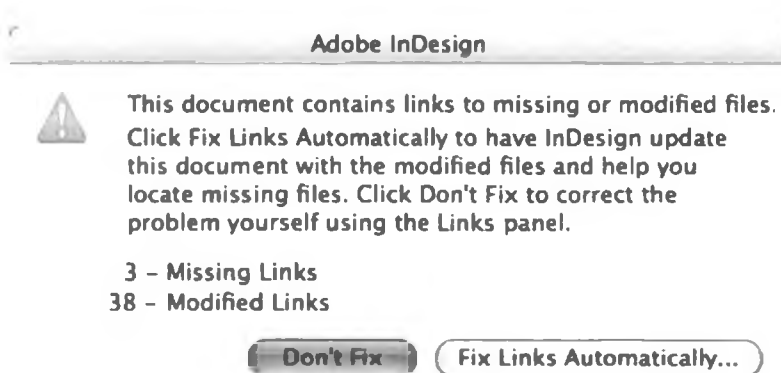 Adobe InDesign
This document contains links to missing or modified files.
Click Fix Links Automatically to have InDesign update
this document with the modified files and help you
locate missing files. Click Don't Fix to correct the
problem yourself using the Links panel.
3 – Missing Links
38 – Modified Links
Don't Fix
Fix Links Automatically...